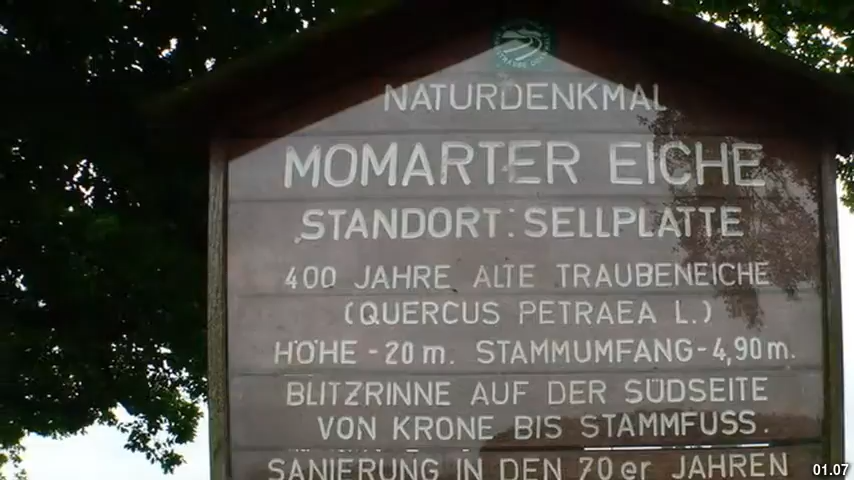 NATURDENKMAL
MOMARTER EICHE
STANDORT: SELLPLATTE
400 JAHRE ALTE TRAUBENEICHE
(QUERCUS PETRAEA L.)
HÖHE - 20 m. STAMMUMFANG - 4,90 m.
BLITZRINNE AUF DER SÜDSEITE
VON KRONE BIS STAMMFUSS.
SANIERUNG IN DEN 70er JAHREN
01.07